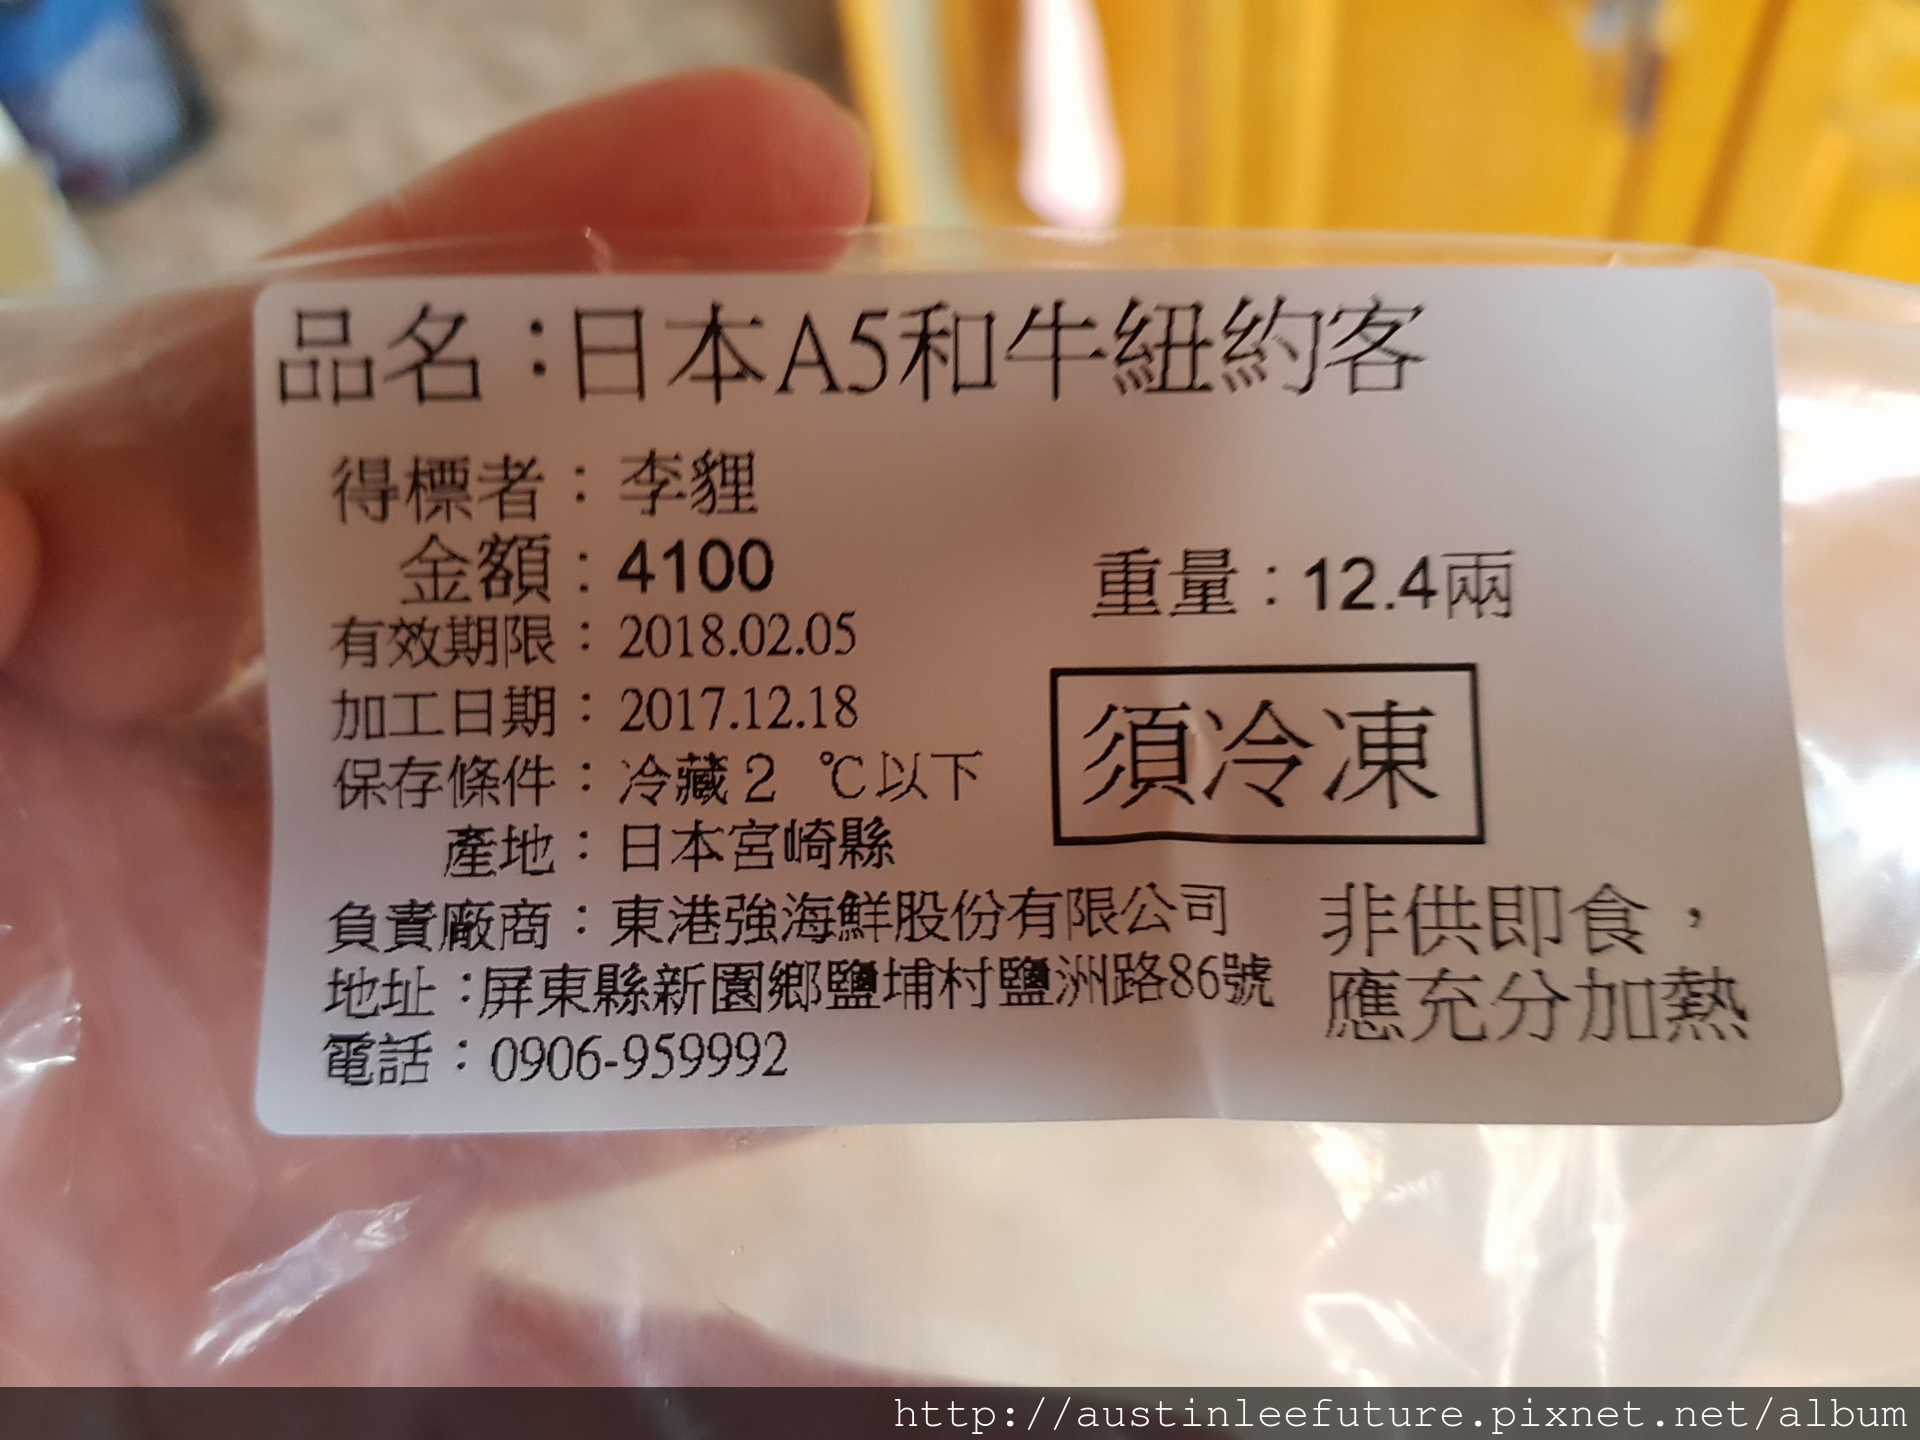 品名：日本A5和牛紐約客
得標者：李貍
金額：4100
重量：12.4兩
有效期限：2018.02.05
加工日期：2017.12.18
保存條件：冷藏2 ℃以下
須冷凍
產地：日本宮崎縣
負責廠商：東港強海鮮股份有限公司
地址：屏東縣新園鄉鹽埔村鹽洲路86號
電話：0906-959992
非供即食，
應充分加熱
http://austinleefuture.pixnet.net/album